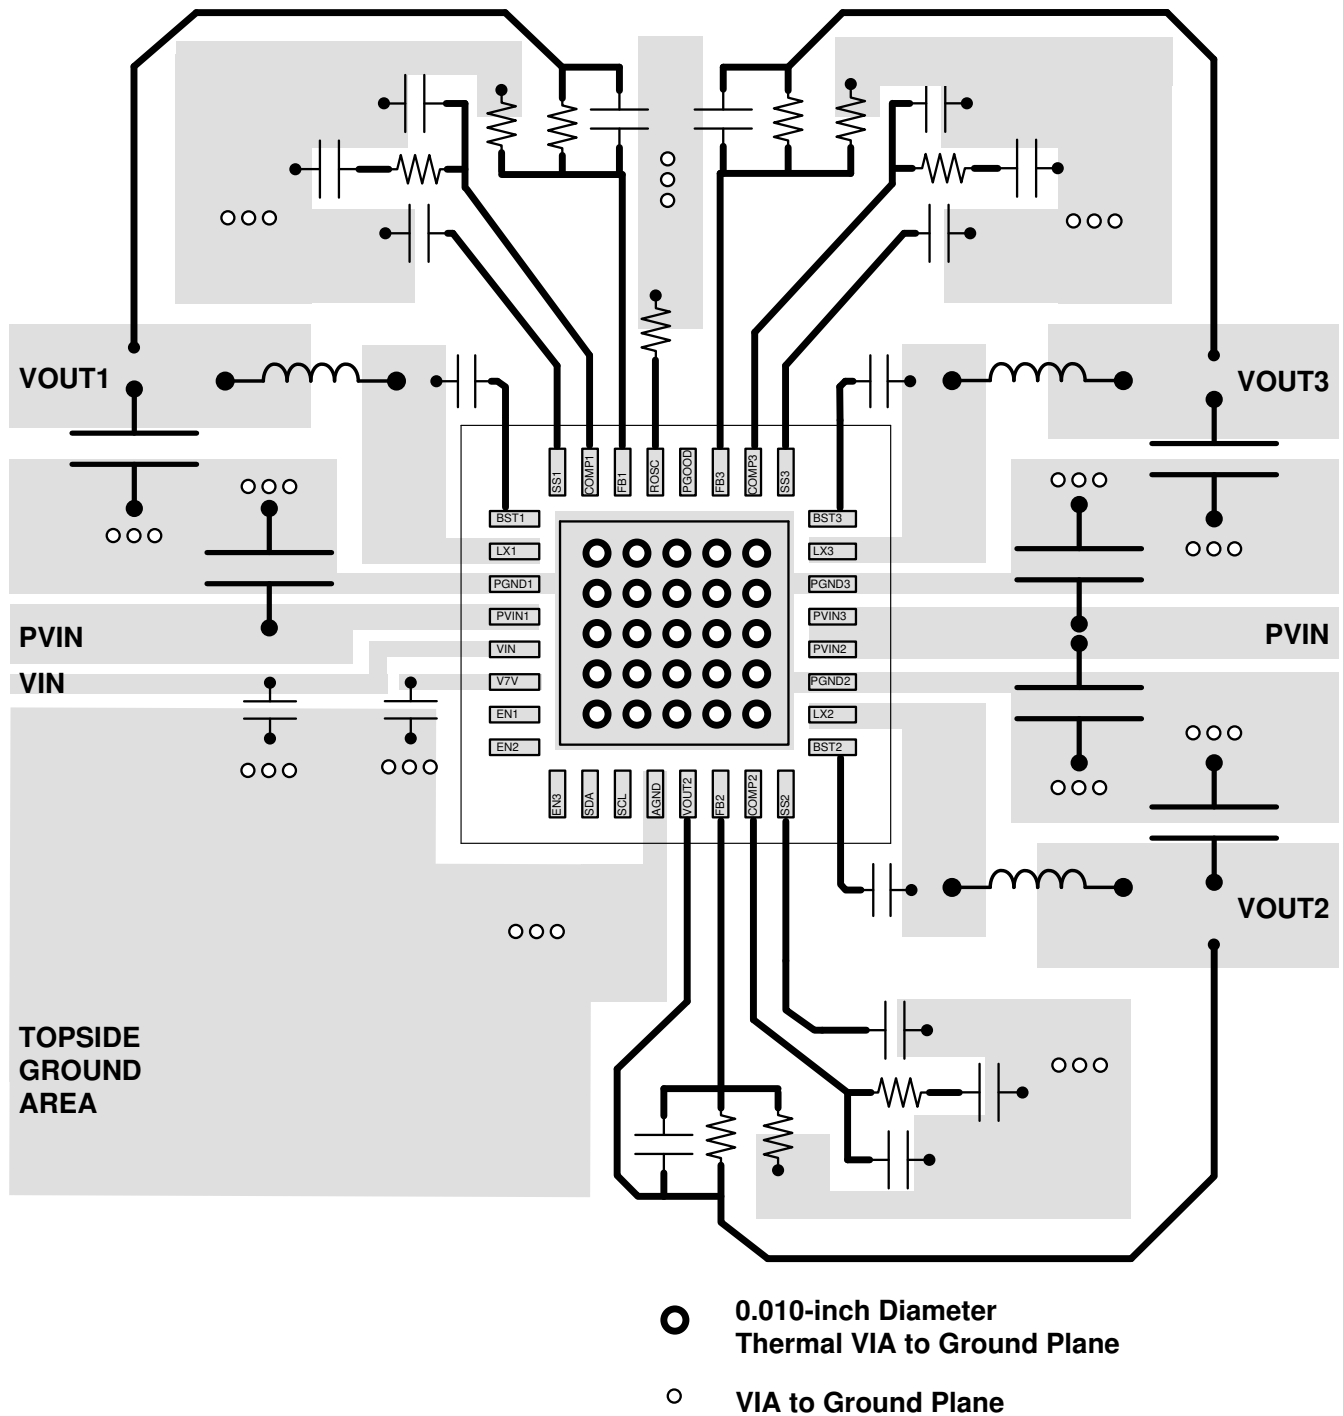 VOUT1
VOUT3
SS1
COMP1
FB1
ROSC
PGOOD
FB3
COMP3
SS3
BST1
BST3
LX1
LX3
PGND1
PGND3
PVIN
PVIN1
PVIN3
PVIN
VIN
PVIN2
VIN
V7V
PGND2
EN1
LX2
EN2
BST2
EN3
SDA
SCL
AGND
VOUT2
FB2
COMP2
SS2
VOUT2
TOPSIDE
GROUND
AREA
0.010-inch Diameter
Thermal VIA to Ground Plane
VIA to Ground Plane